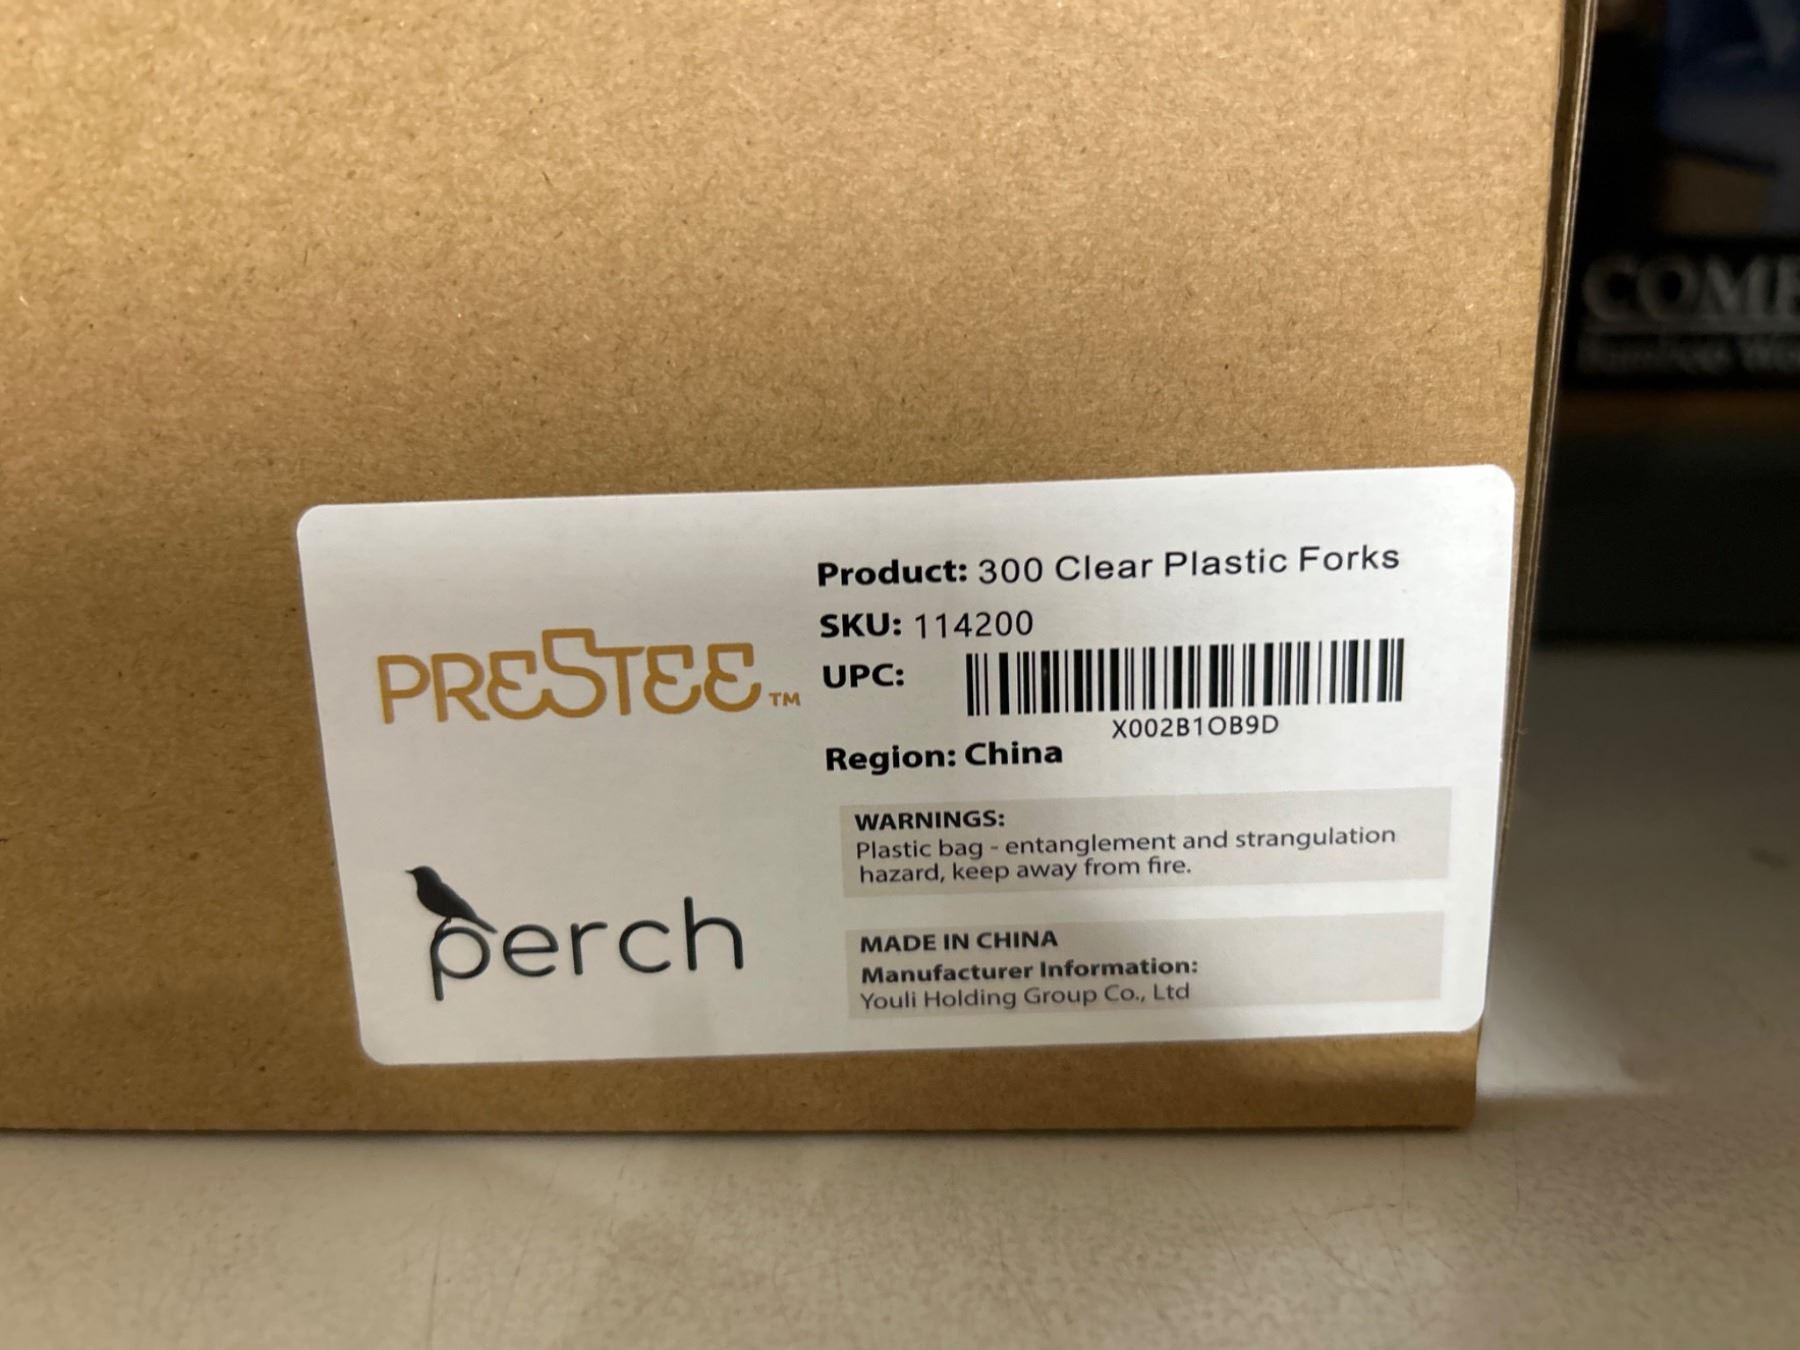 PRESTEE™
perch
Product: 300 Clear Plastic Forks
SKU: 114200
UPC:
X002B1OB9D
Region: China
WARNINGS:
Plastic bag - entanglement and strangulation
hazard, keep away from fire.
MADE IN CHINA
Manufacturer Information:
Youli Holding Group Co., Ltd